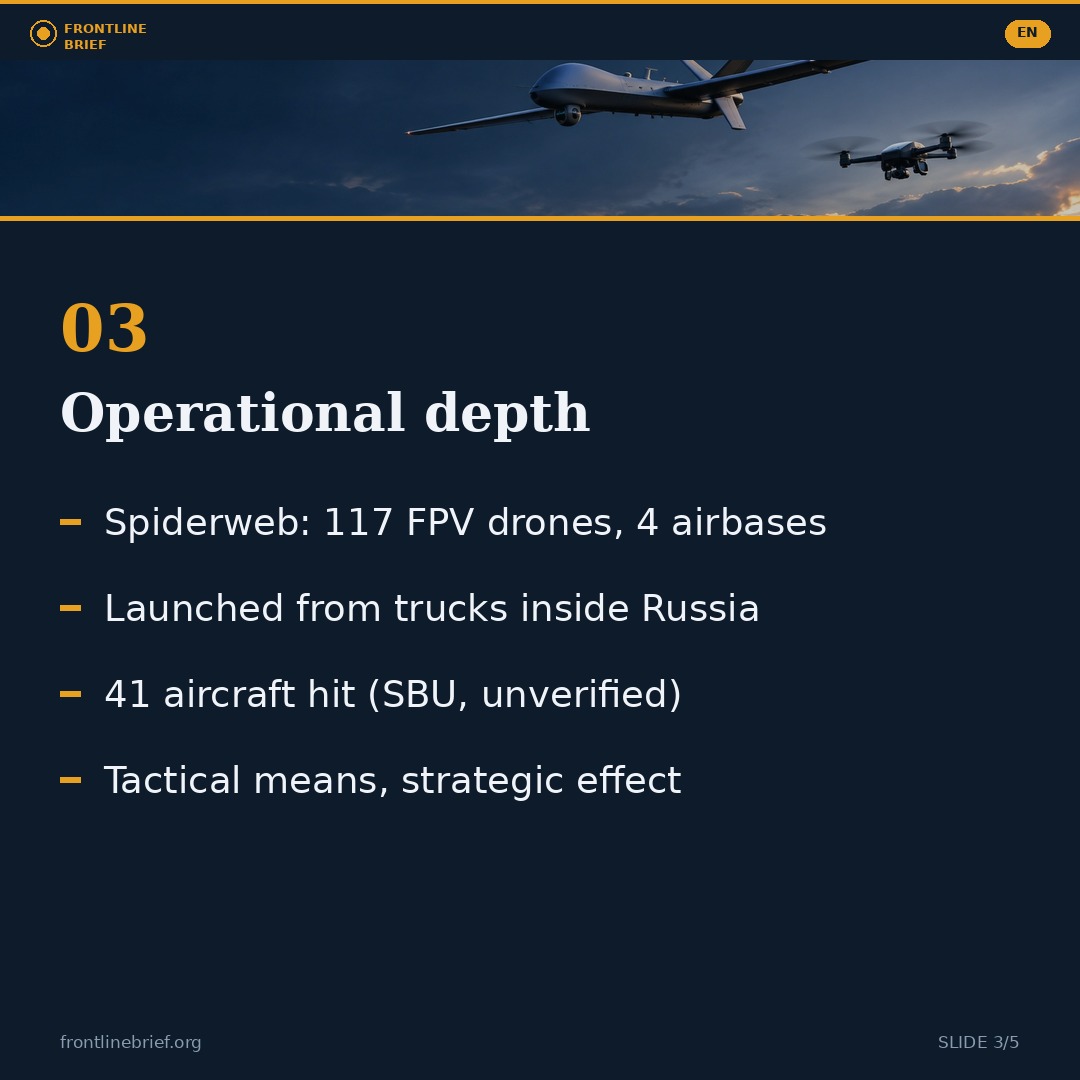 FRONTLINE
BRIEF
EN
03
Operational depth
Spiderweb: 117 FPV drones, 4 airbases
Launched from trucks inside Russia
41 aircraft hit (SBU, unverified)
Tactical means, strategic effect
frontlinebrief.org
SLIDE 3/5